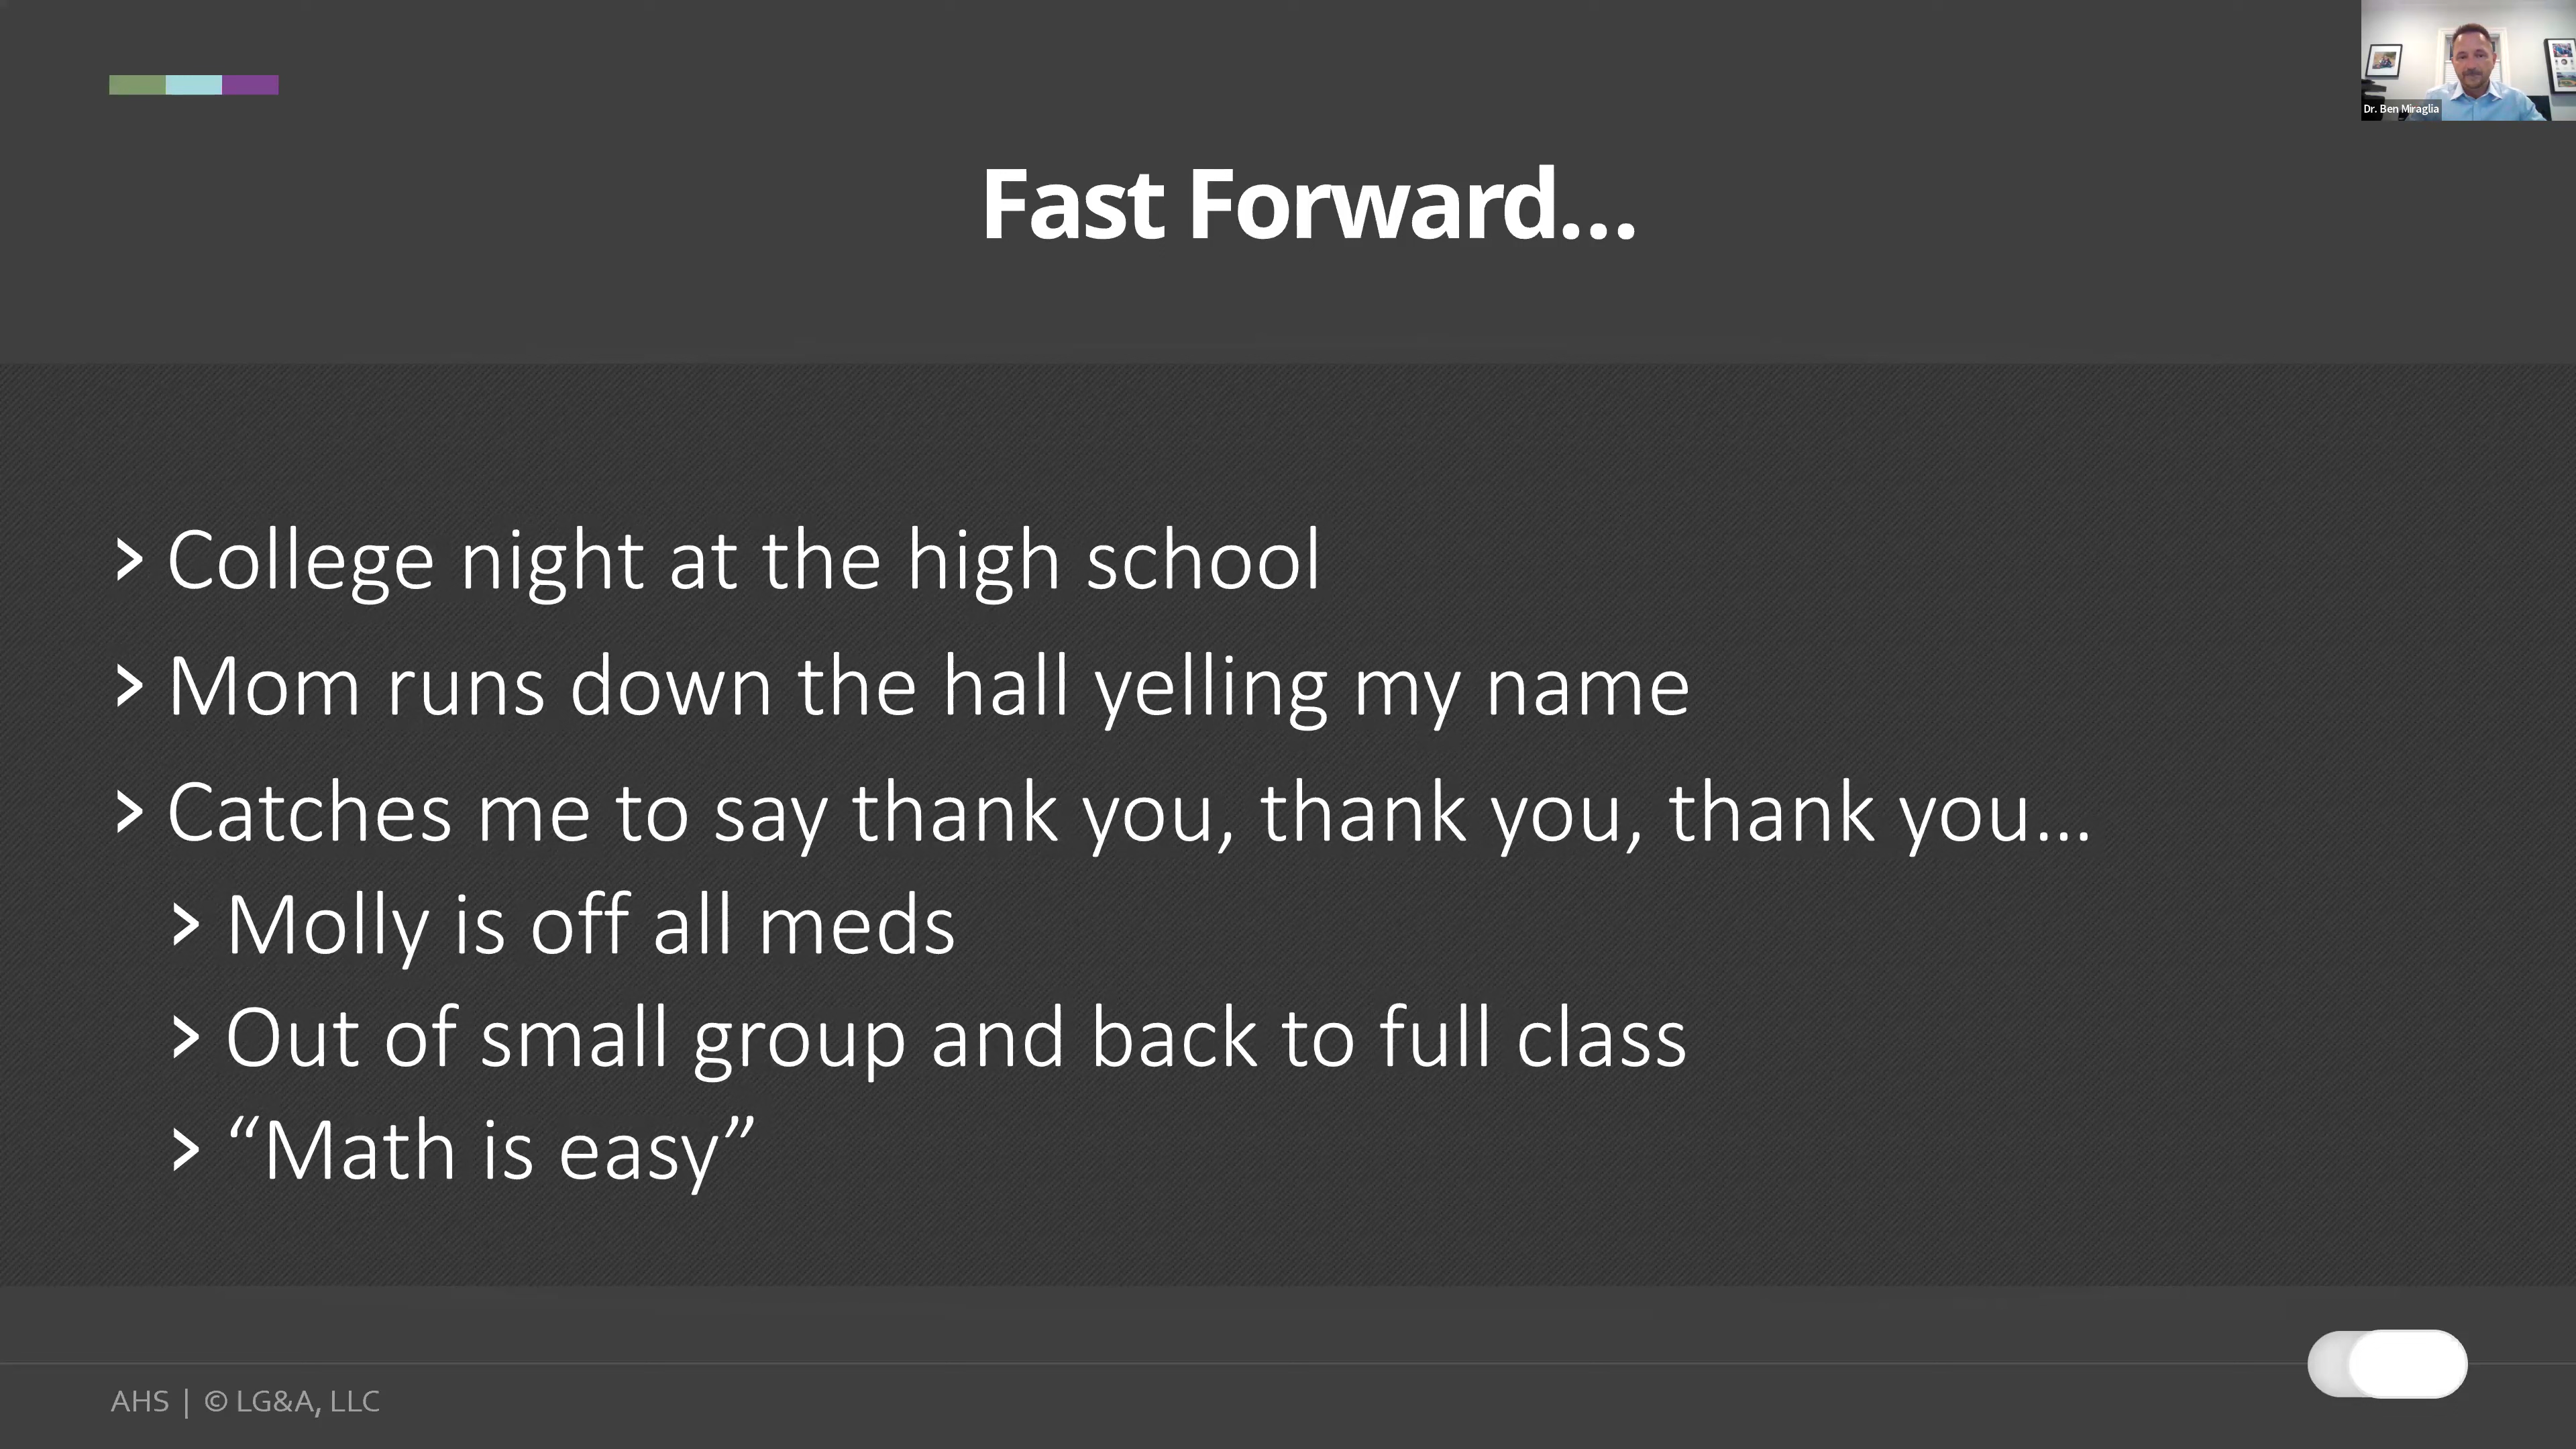 Dr. Ben Miraglia
Fast Forward...
> College night at the high school
> Mom runs down the hall yelling my name
> Catches me to say thank you, thank you, thank you...
> Molly is off all meds
> Out of small group and back to full class
> “Math is easy”
AHS | © LG&A, LLC